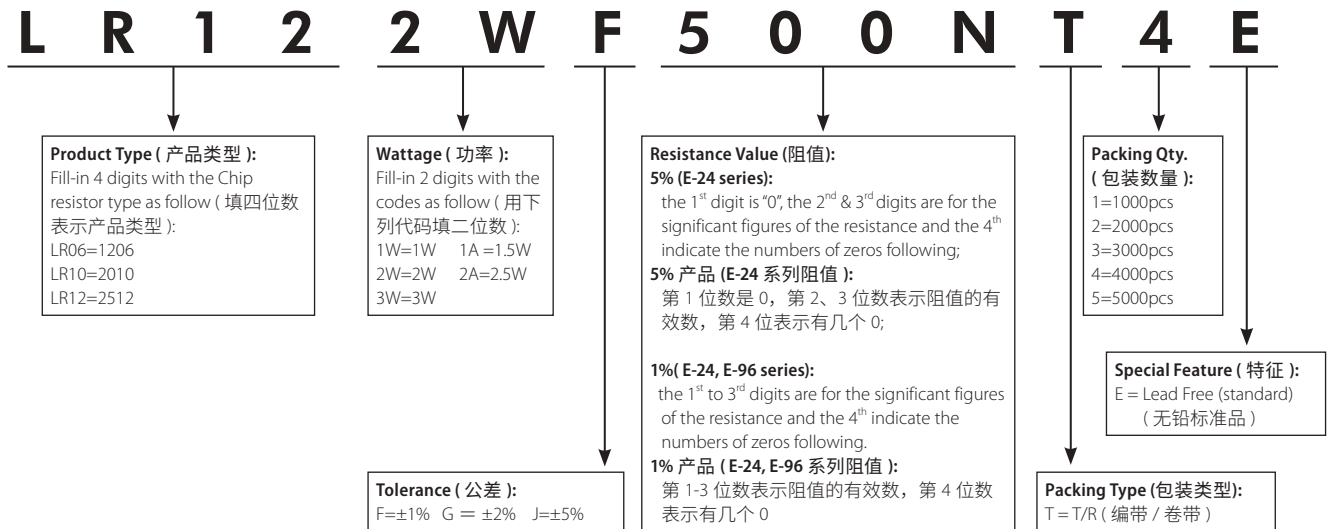 L R 1 2 2 W F 5 0 0 N T 4 E
Product Type ( 产品类型 ):
Fill-in 4 digits with the Chip
resistor type as follow ( 填四位数
表示产品类型 ):
LR06=1206
LR10=2010
LR12=2512
Wattage ( 功率 ):
Fill-in 2 digits with the
codes as follow ( 用下
列代码填二位数 ):
1W=1W 1A =1.5W
2W=2W 2A=2.5W
3W=3W
Resistance Value (阻值):
5% (E-24 series):
the 1st digit is “0”, the 2nd & 3rd digits are for the
significant figures of the resistance and the 4th
indicate the numbers of zeros following;
5% 产品 (E-24 系列阻值 ):
第 1 位数是 0，第 2、3 位数表示阻值的有
效数，第 4 位表示有几个 0;
1%( E-24, E-96 series):
the 1st to 3rd digits are for the significant figures
of the resistance and the 4th indicate the
numbers of zeros following.
1% 产品 ( E-24, E-96 系列阻值 ):
第 1-3 位数表示阻值的有效数，第 4 位数
表示有几个 0
Packing Qty.
( 包装数量 ):
1=1000pcs
2=2000pcs
3=3000pcs
4=4000pcs
5=5000pcs
Special Feature ( 特征 ):
E = Lead Free (standard)
( 无铅标准品 )
Tolerance ( 公差 ):
F=±1% G = ±2% J=±5%
Packing Type (包装类型):
T = T/R ( 编带 / 卷带 )